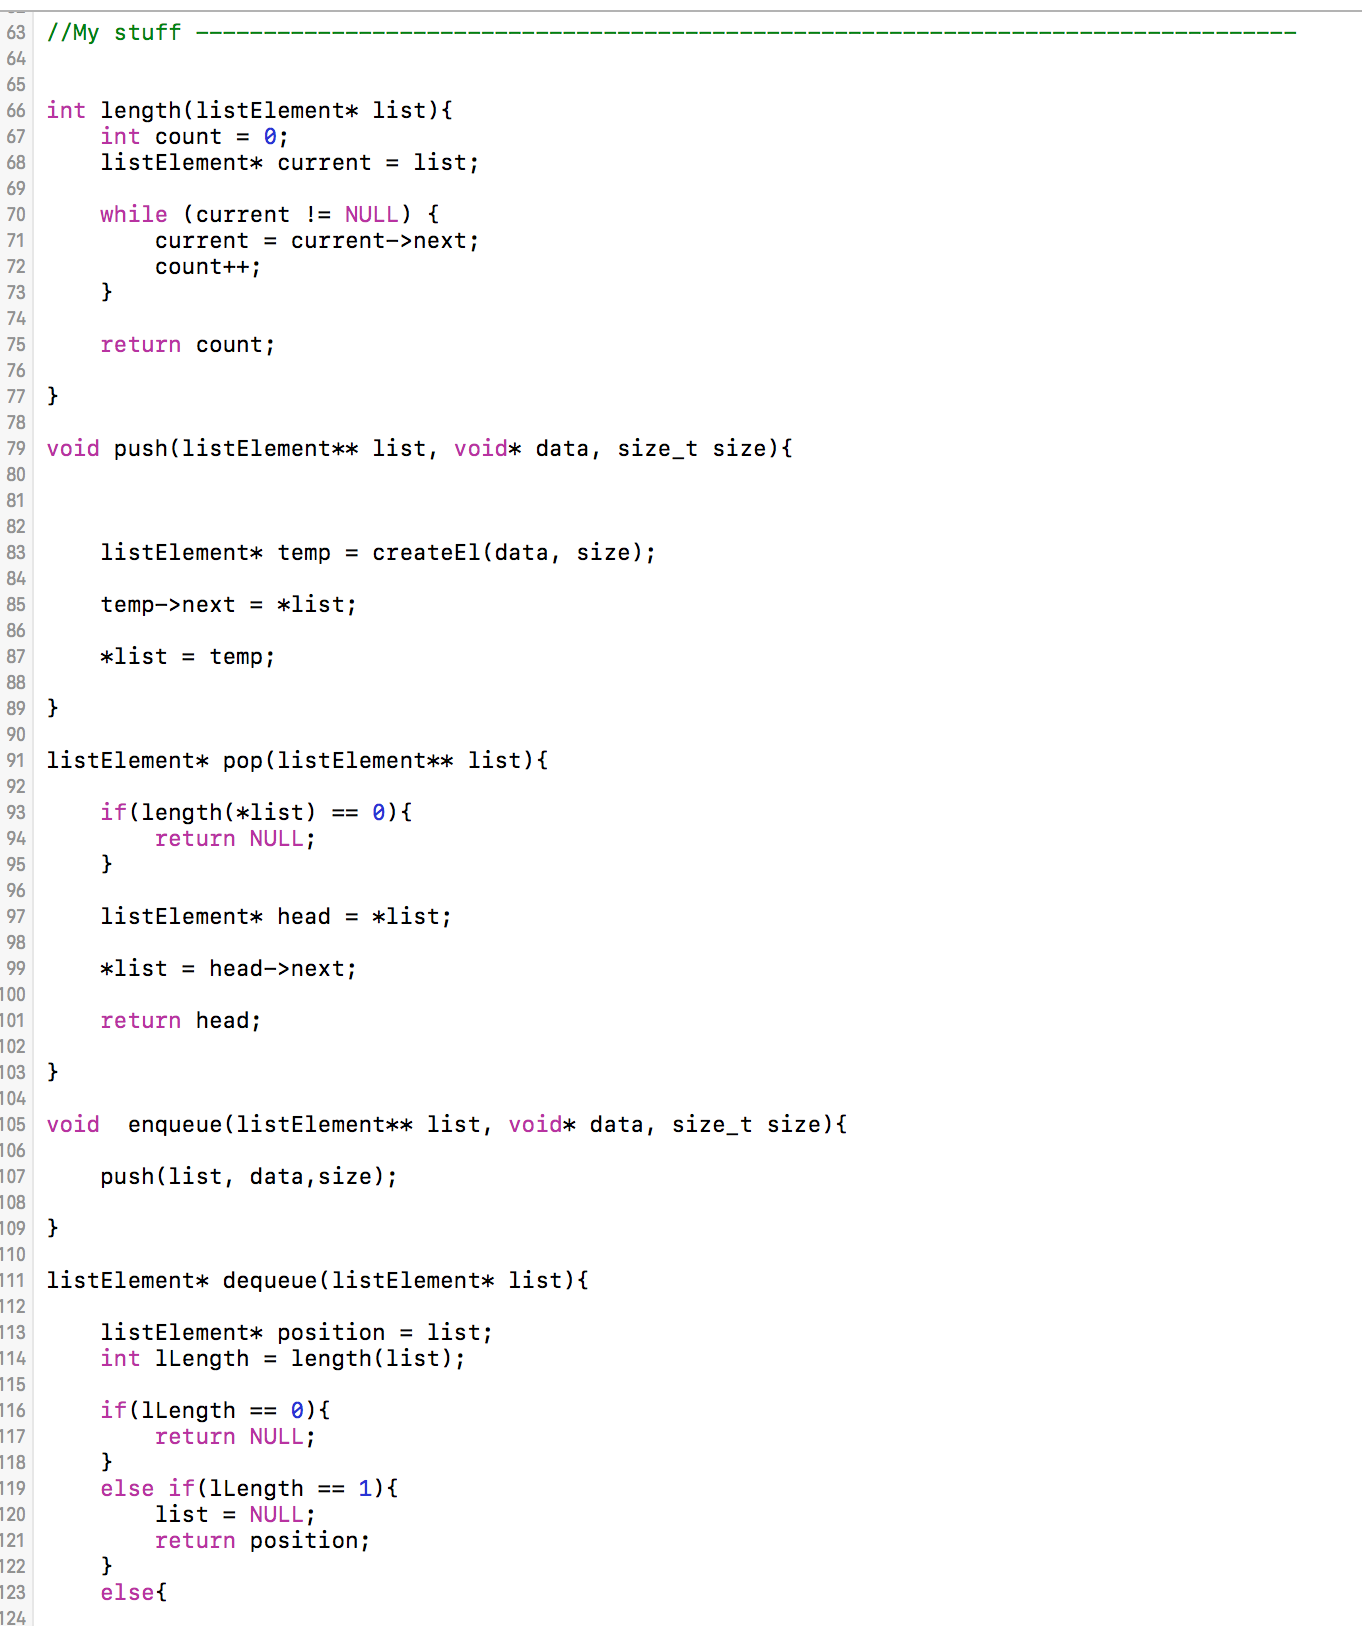 63 //My stuff ---------------------------------------------------------------------------------
64
65
66 int length(listElement* list){
67     int count = 0;
68     listElement* current = list;
69
70     while (current != NULL) {
71         current = current->next;
72         count++;
73     }
74
75     return count;
76
77 }
78
79 void push(listElement** list, void* data, size_t size){
80
81
82
83     listElement* temp = createEl(data, size);
84
85     temp->next = *list;
86
87     *list = temp;
88
89 }
90
91 listElement* pop(listElement** list){
92
93     if(length(*list) == 0){
94         return NULL;
95     }
96
97     listElement* head = *list;
98
99     *list = head->next;
100
101     return head;
102
103 }
104
105 void  enqueue(listElement** list, void* data, size_t size){
106
107     push(list, data,size);
108
109 }
110
111 listElement* dequeue(listElement* list){
112
113     listElement* position = list;
114     int lLength = length(list);
115
116     if(lLength == 0){
117         return NULL;
118     }
119     else if(lLength == 1){
120         list = NULL;
121         return position;
122     }
123     else{
124